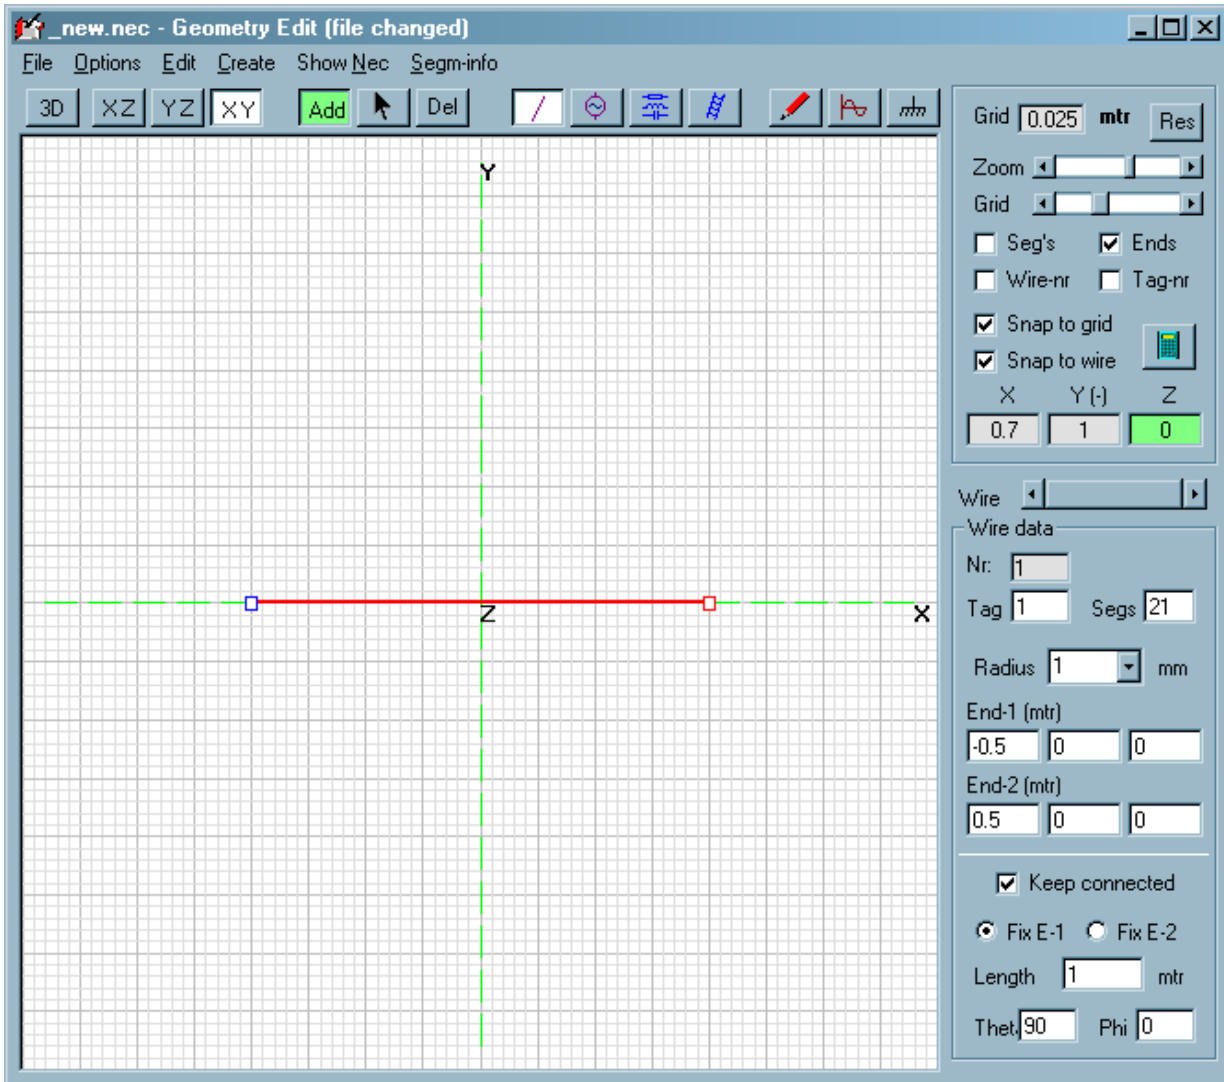 _new.nec - Geometry Edit (file changed)
File Options Edit Create Show Nec Segm-info
3D XZ YZ XY Add Del
Grid 0.025 mtr Res
Zoom
Grid
Seg's Ends
Wire-nr Tag-nr
Snap to grid
Snap to wire
X Y (-) Z
0.7 1 0
Y
Z
X
Wire
Wire data
Nr: 1
Tag 1 Segs 21
Radius 1 mm
End-1 (mtr)
-0.5 0 0
End-2 (mtr)
0.5 0 0
Keep connected
Fix E-1 Fix E-2
Length 1 mtr
Thet. 90 Phi 0